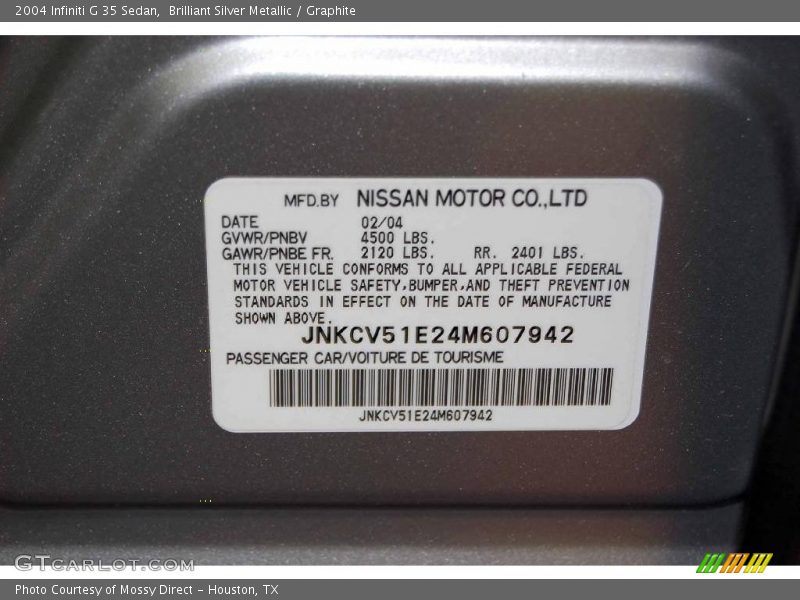 2004 Infiniti G 35 Sedan,  Brilliant Silver Metallic / Graphite
MFD.BY NISSAN MOTOR CO.,LTD
DATE 02/04
GVWR/PNBV 4500 LBS.
GAWR/PNBE FR. 2120 LBS. RR. 2401 LBS.
THIS VEHICLE CONFORMS TO ALL APPLICABLE FEDERAL
MOTOR VEHICLE SAFETY,BUMPER,AND THEFT PREVENTION
STANDARDS IN EFFECT ON THE DATE OF MANUFACTURE
SHOWN ABOVE.
JNKCV51E24M607942
PASSENGER CAR/VOITURE DE TOURISME
JNKCV51E24M607942
GTCARLOT.COM
Photo Courtesy of Mossy Direct - Houston, TX